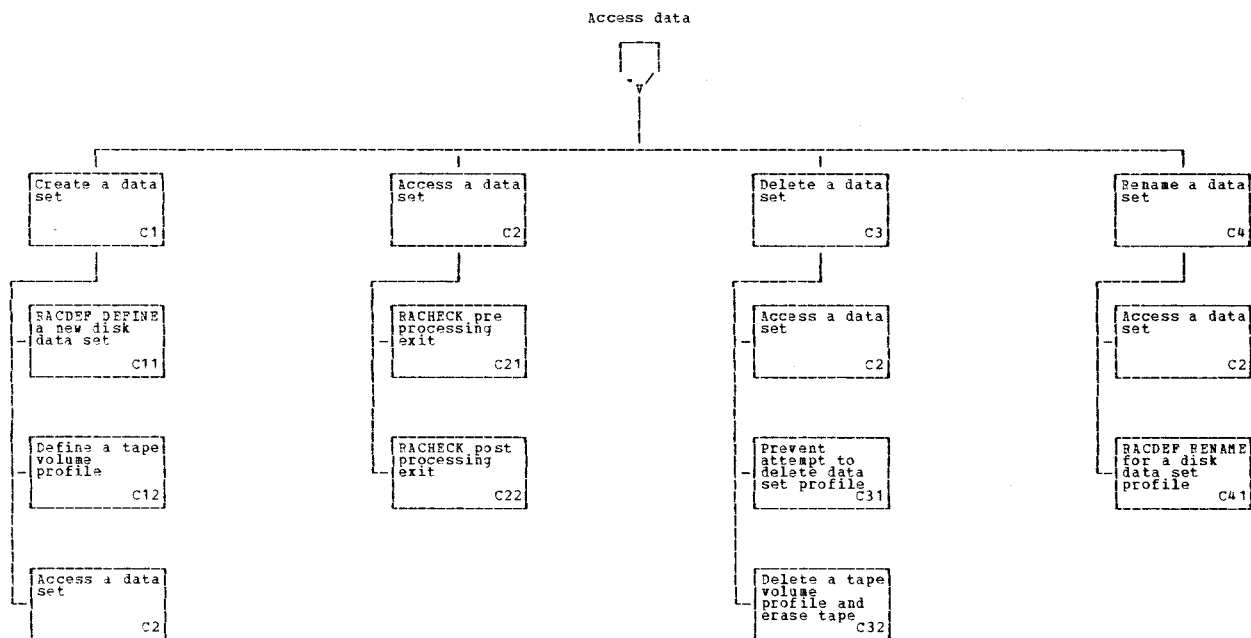 Access data
Create a data
set
C1
Access a data
set
C2
Delete a data
set
C3
Rename a data
set
C4
RACDEF DEFINE
a new disk
data set
C11
RACHECK pre
processing
exit
C21
Access a data
set
C2
Access a data
set
C2
Define a tape
volume
profile
C12
RACHECK post
processing
exit
C22
Prevent
attempt to
delete data
set profile
C31
RACDEF RENAME
for a disk
data set
profile
C41
Access a data
set
C2
Delete a tape
volume
profile and
erase tape
C32